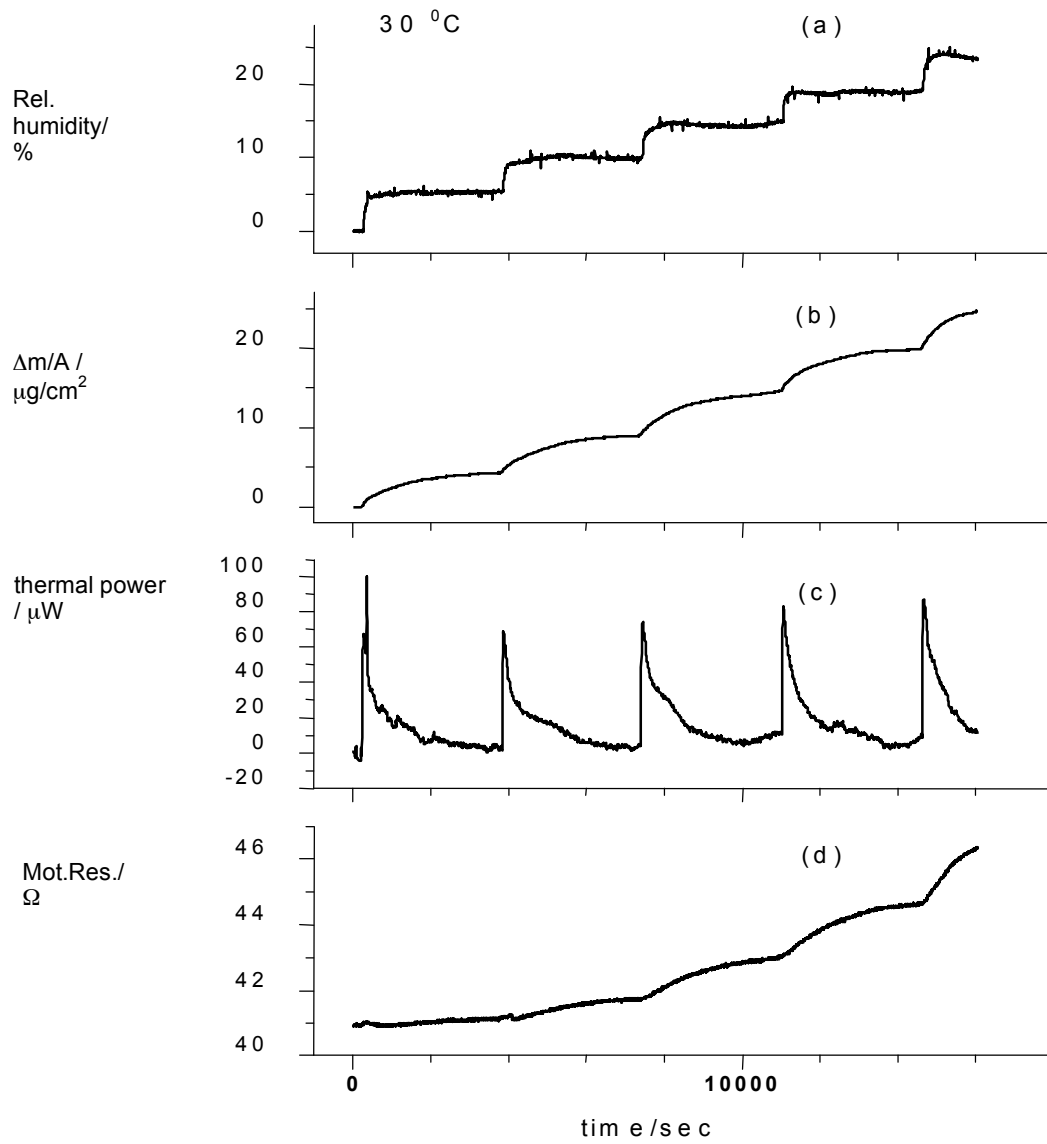 30 ⁰C
(a)
Rel.
humidity/
%
20
10
0
(b)
Δm/A /
μg/cm²
20
10
0
thermal power
/ μW
(c)
100
80
60
40
20
0
-20
Mot.Res./
Ω
(d)
46
44
42
40
0 10000
time/sec